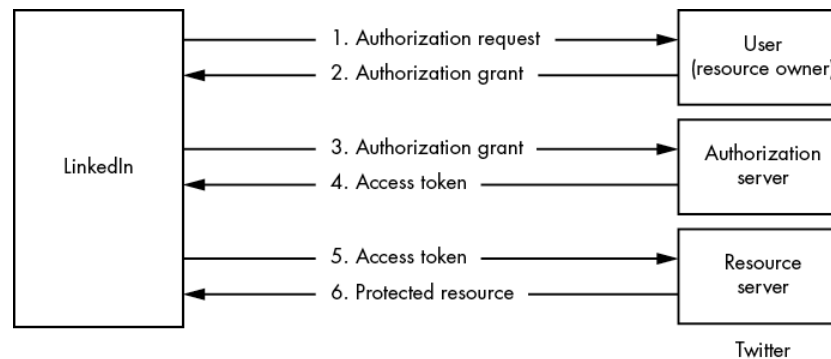 1. Authorization request
User
(resource owner)
2. Authorization grant
LinkedIn
3. Authorization grant
Authorization
server
4. Access token
5. Access token
Resource
server
6. Protected resource
Twitter